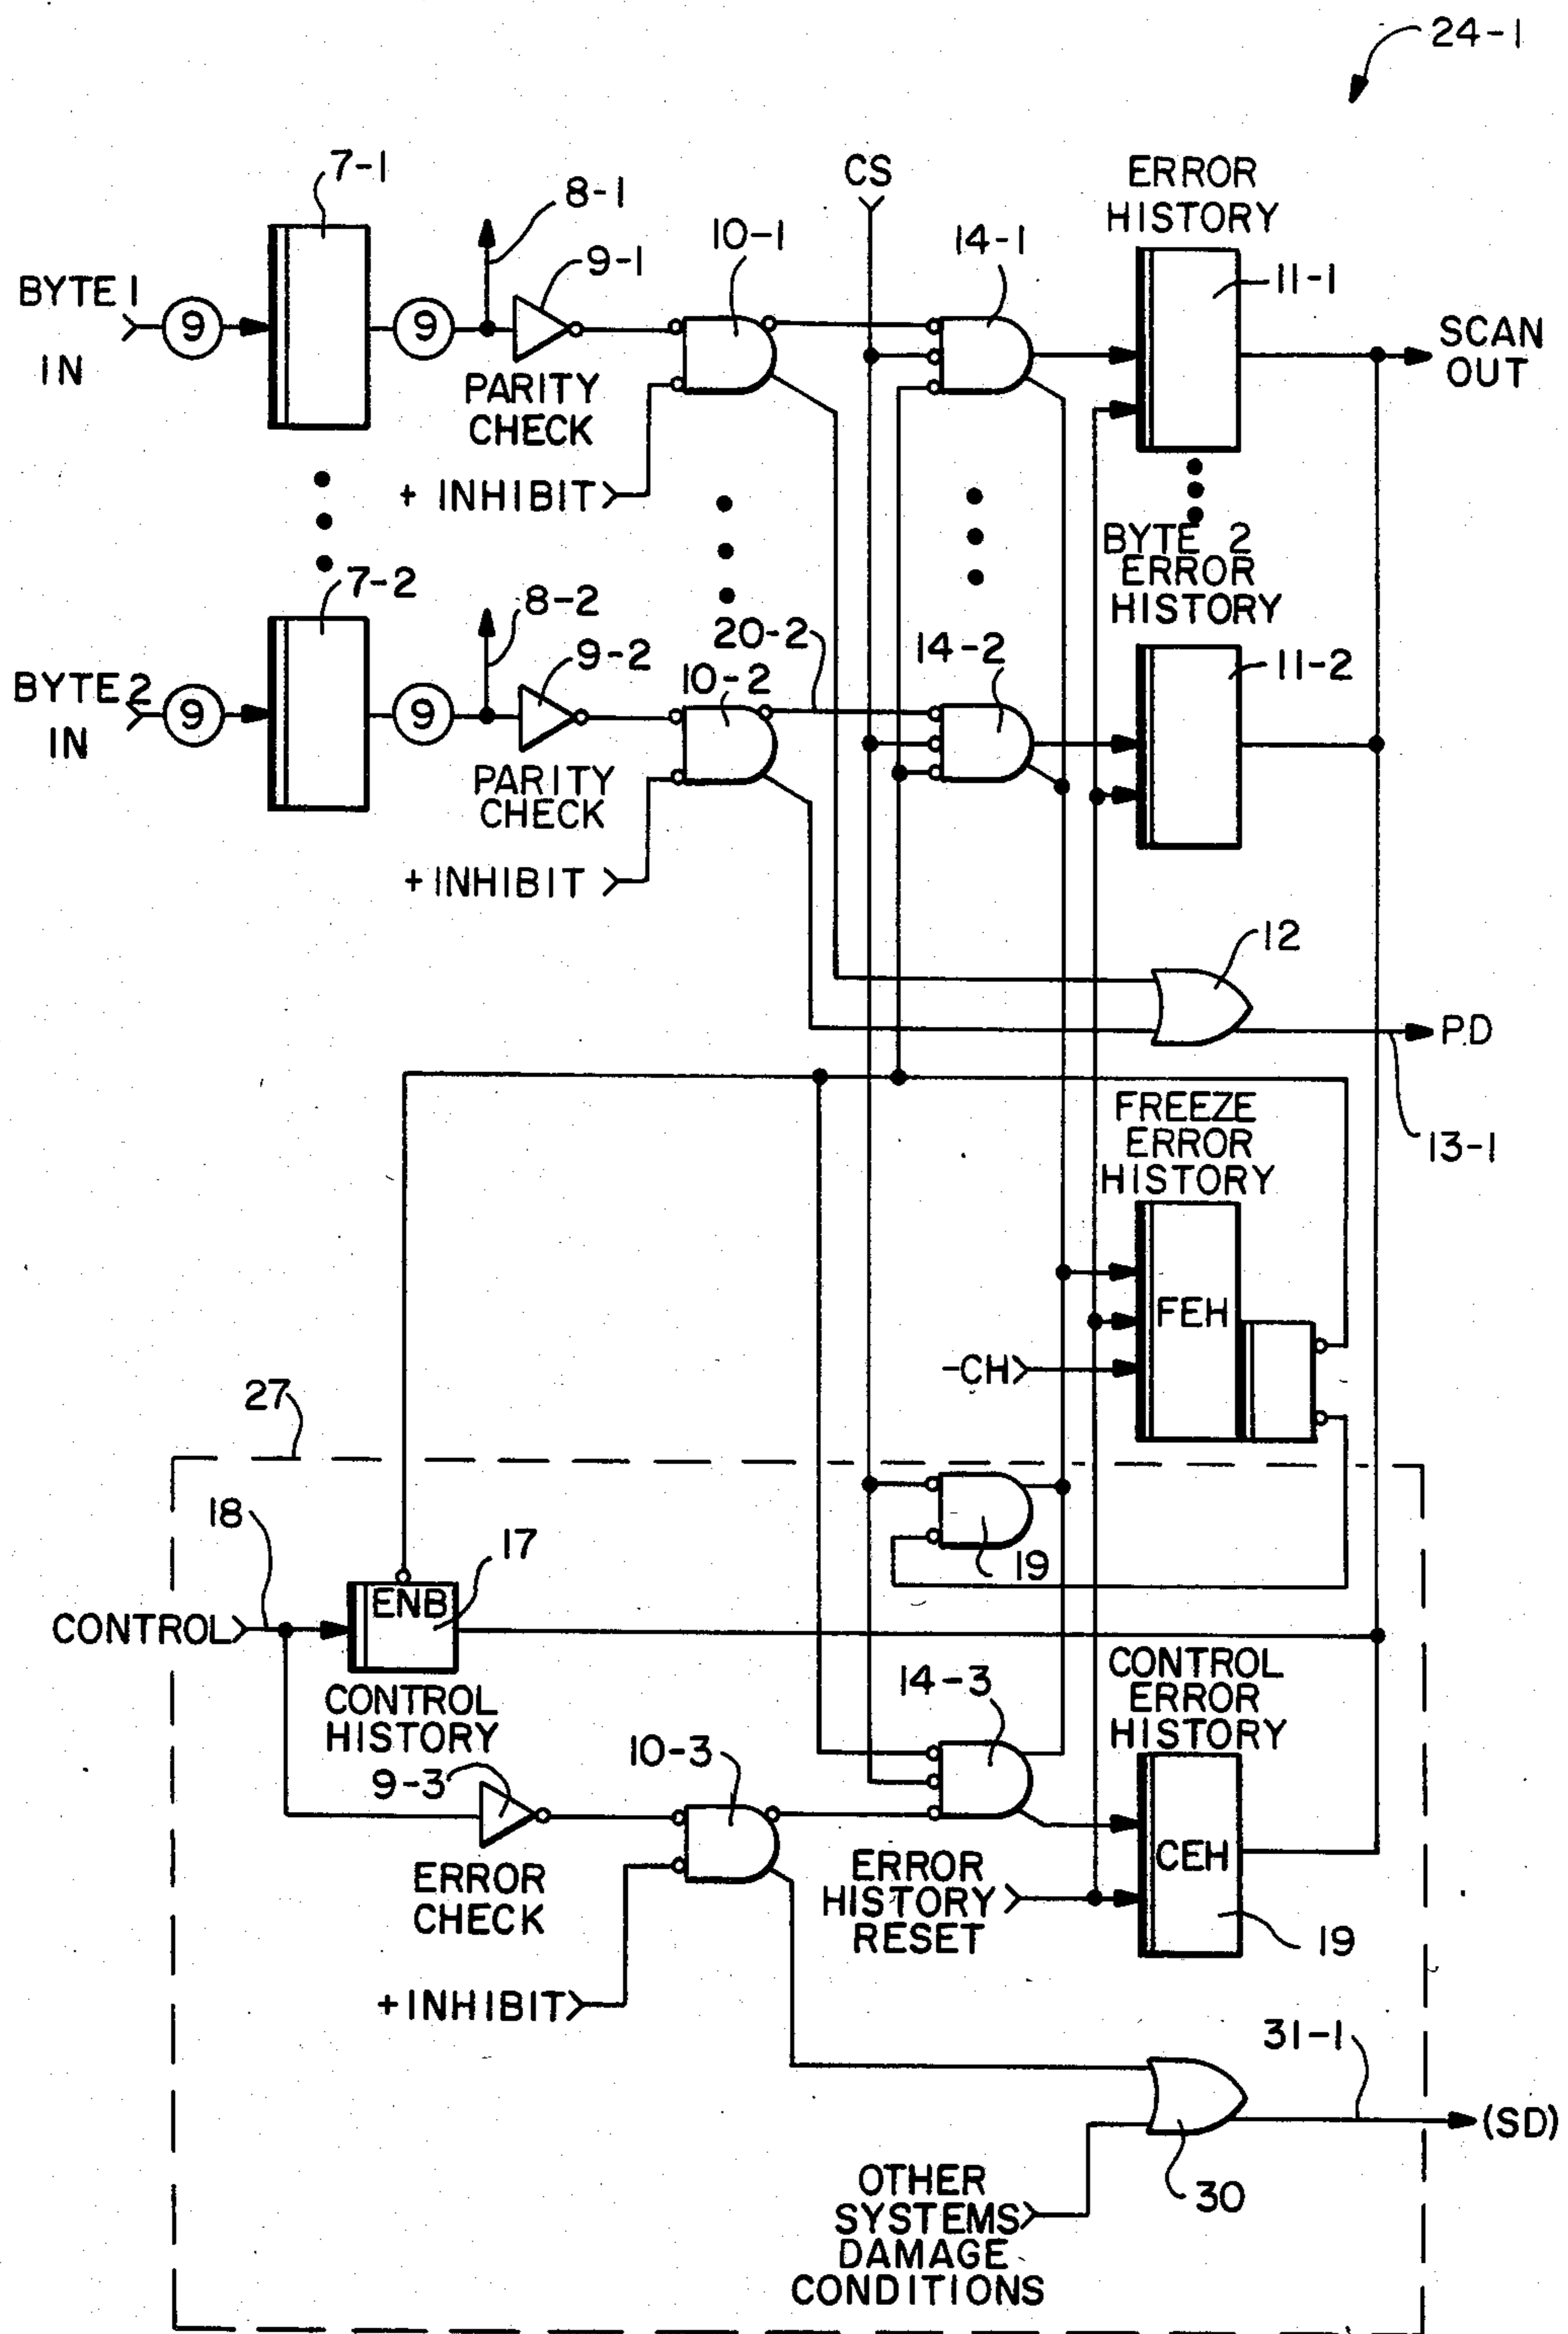 24-1
7-1
8-1
CS
ERROR
HISTORY
9-1
10-1
14-1
11-1
BYTE 1
IN
9
9
SCAN
OUT
PARITY
CHECK
+ INHIBIT
BYTE 2
ERROR
HISTORY
7-2
8-2
20-2
14-2
9-2
10-2
11-2
BYTE 2
IN
9
9
PARITY
CHECK
+ INHIBIT
12
PD
13-1
FREEZE
ERROR
HISTORY
FEH
-CH
27
18
17
19
ENB
CONTROL
CONTROL
HISTORY
14-3
CONTROL
ERROR
HISTORY
10-3
9-3
ERROR
CHECK
ERROR
HISTORY
RESET
CEH
19
+ INHIBIT
31-1
(SD)
30
OTHER
SYSTEMS
DAMAGE
CONDITIONS